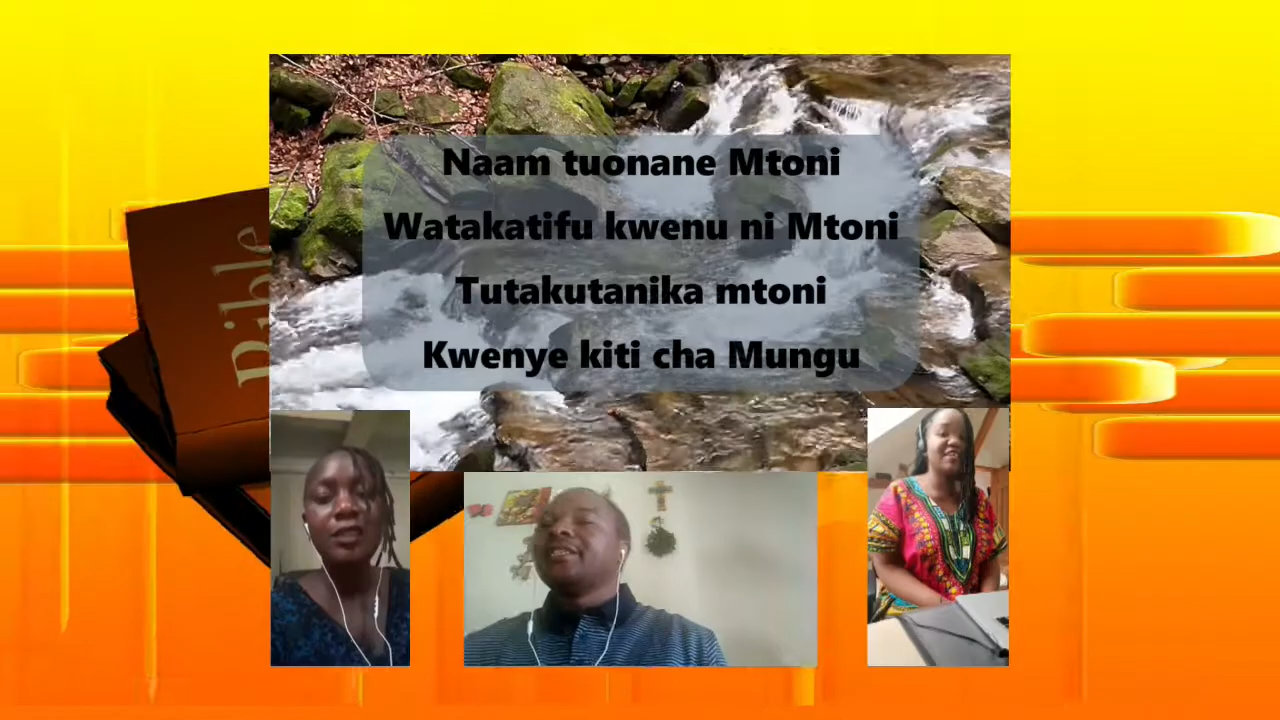 Naam tuonane Mtoni
Watakatifu kwenu ni Mtoni
Tutakutanika mtoni
Kwenye kiti cha Mungu
Bible